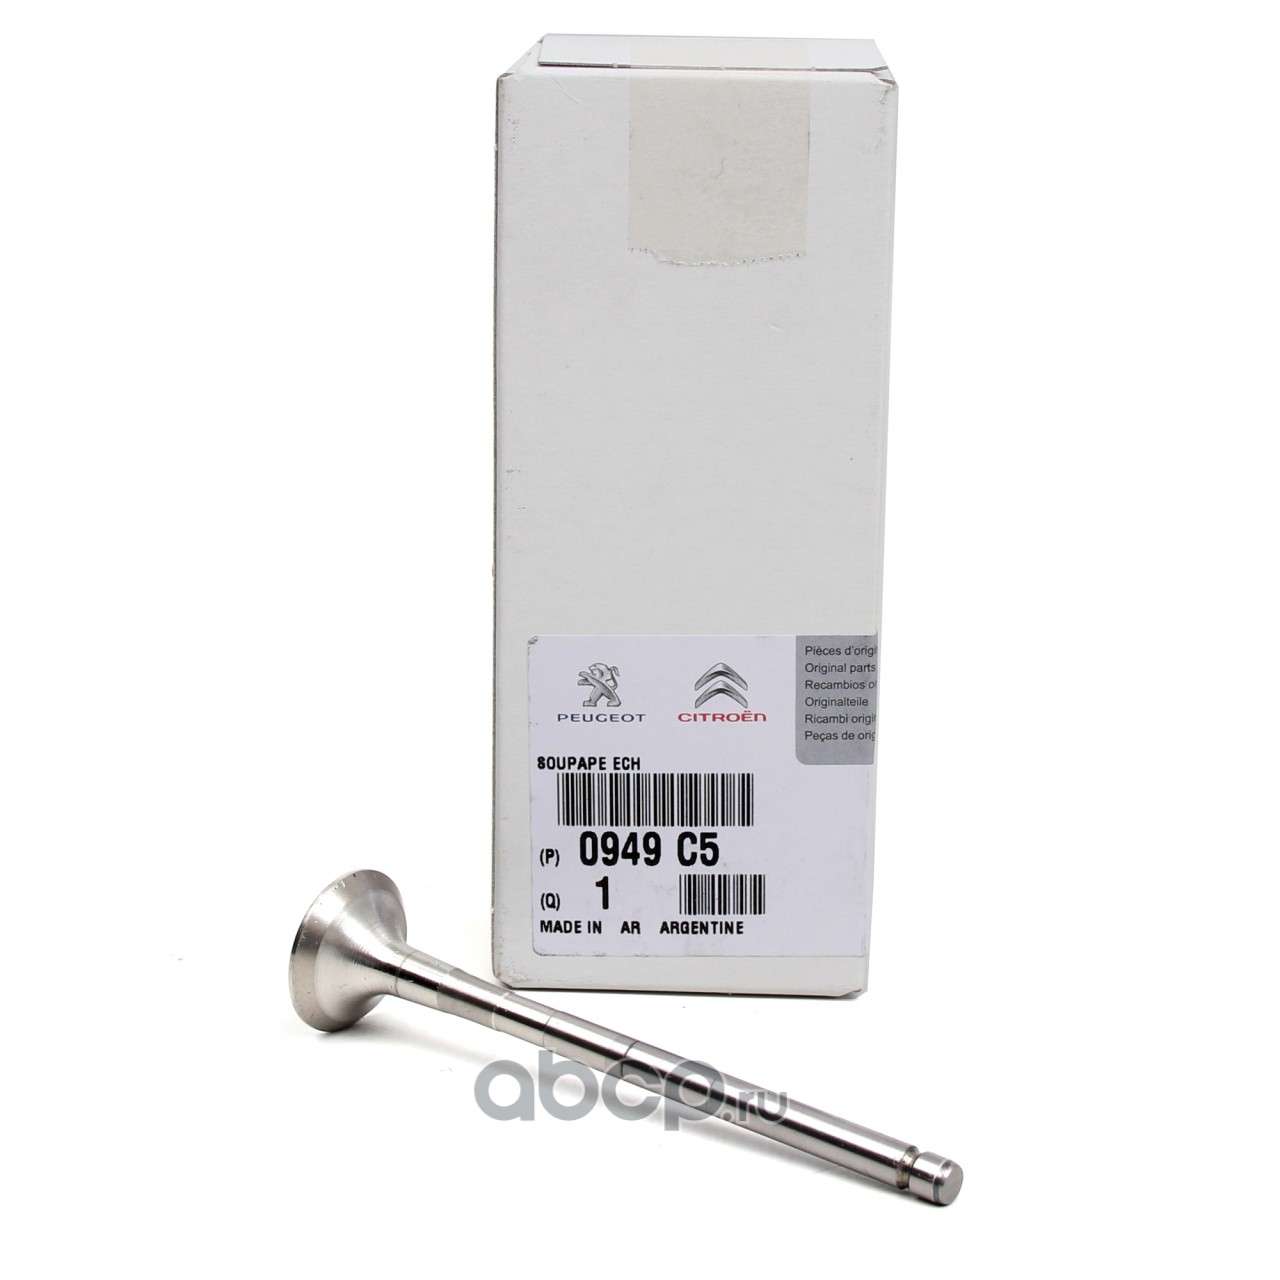 Pièces d'origi
Original parts
Recambios o
Originalteile
Ricambi origi
Peças de orig
PEUGEOT
CITROËN
SOUPAPE ECH
(P) 0949 C5
(Q) 1
MADE IN AR ARGENTINE
abcp.ru